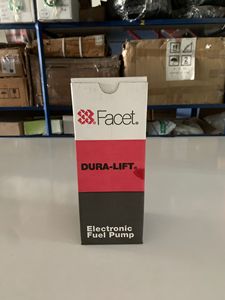 Facet®
DURA-LIFT®
Electronic
Fuel Pump